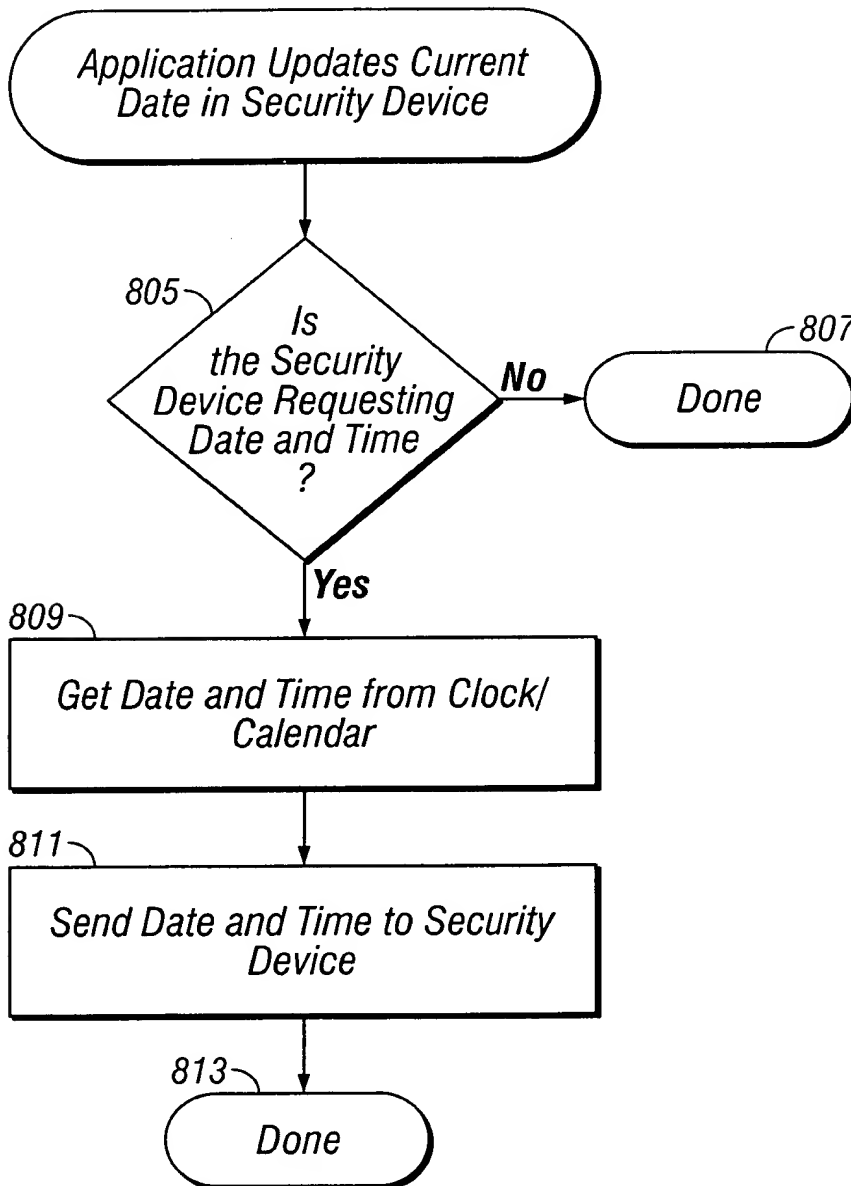 Application Updates Current
Date in Security Device
805
Is
the Security
Device Requesting
Date and Time
?
No
807
Done
Yes
809
Get Date and Time from Clock/
Calendar
811
Send Date and Time to Security
Device
813
Done